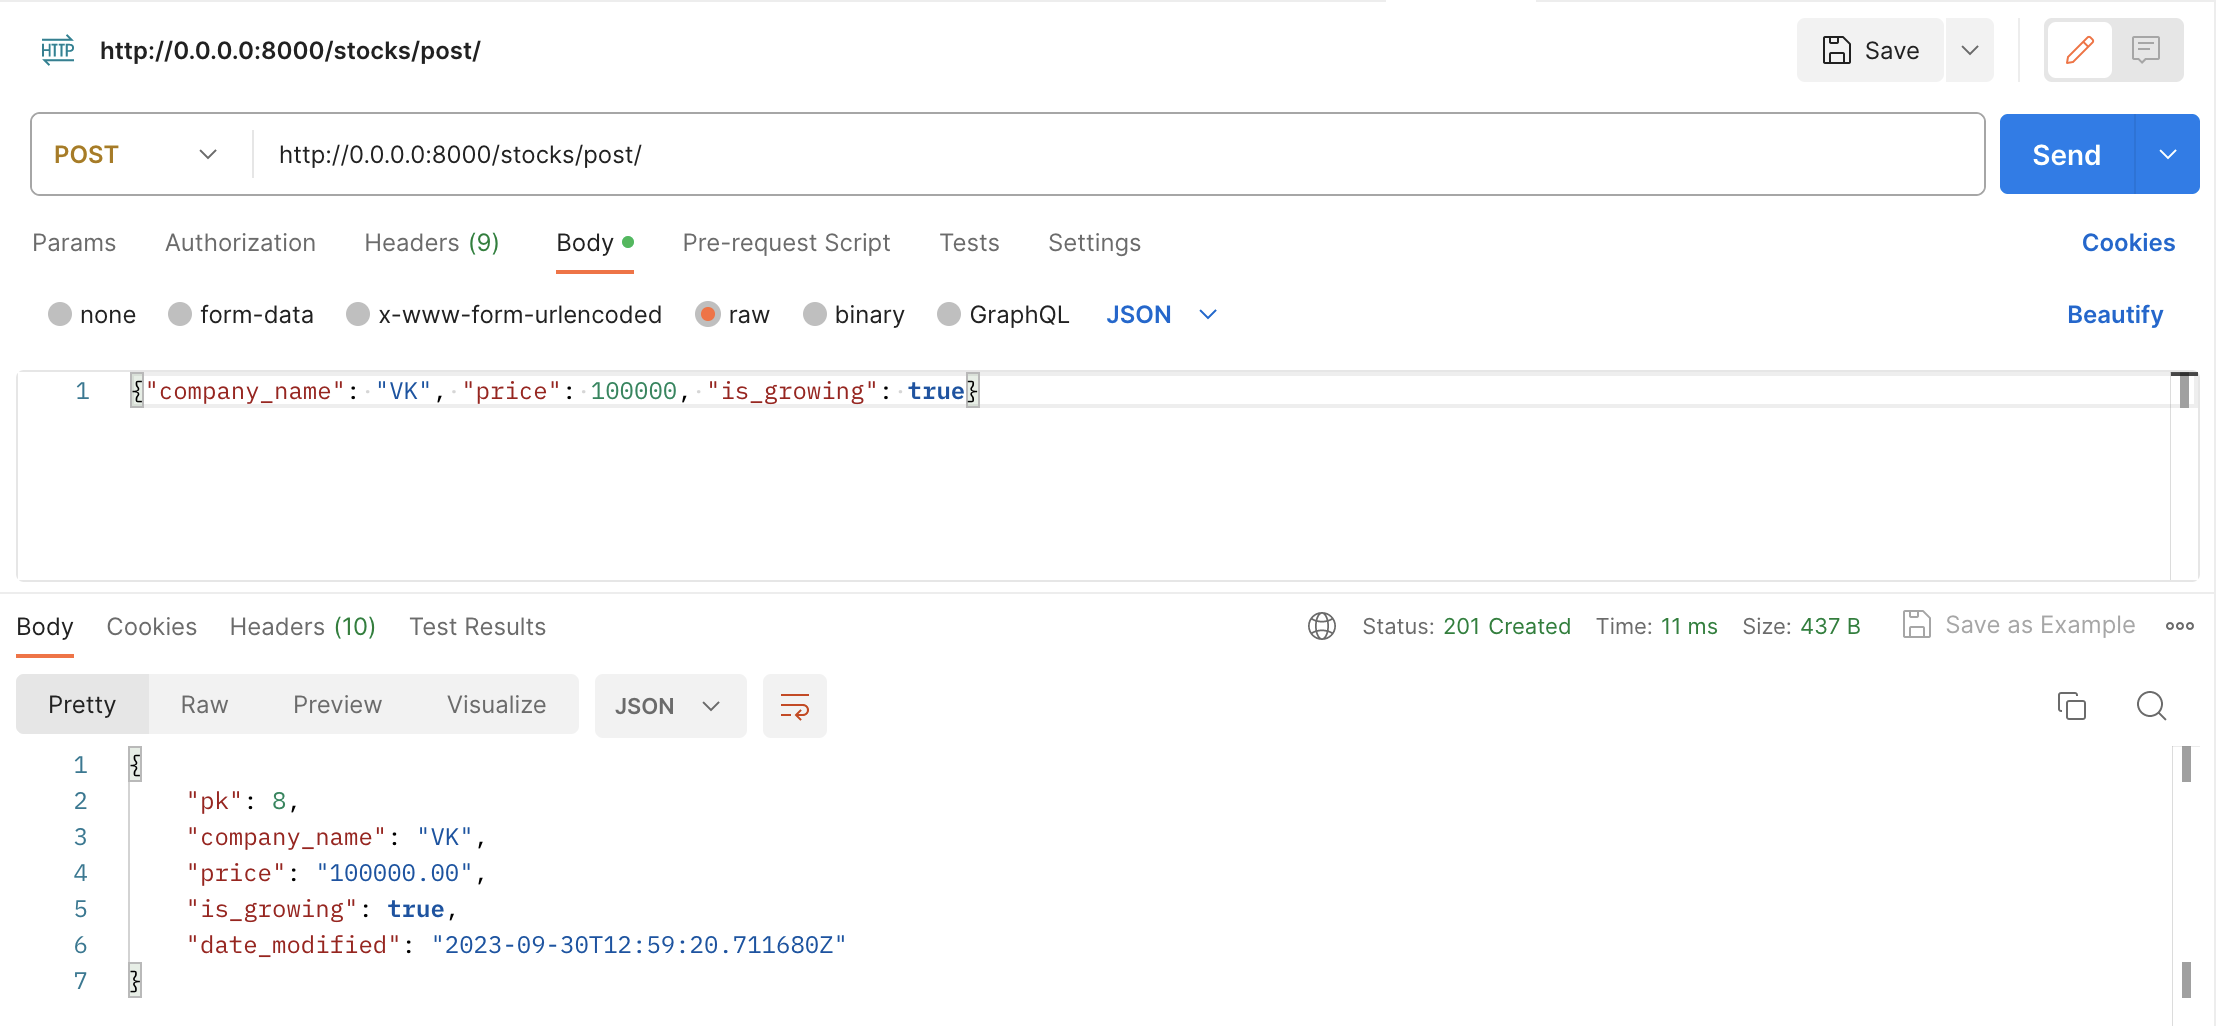 HTTP http://0.0.0.0:8000/stocks/post/ Save
POST http://0.0.0.0:8000/stocks/post/ Send
Params Authorization Headers (9) Body Pre-request Script Tests Settings Cookies
none form-data x-www-form-urlencoded raw binary GraphQL JSON Beautify
1 {"company_name": "VK", "price": 100000, "is_growing": true}
Body Cookies Headers (10) Test Results Status: 201 Created Time: 11 ms Size: 437 B Save as Example
Pretty Raw Preview Visualize JSON
1 {
2 "pk": 8,
3 "company_name": "VK",
4 "price": "100000.00",
5 "is_growing": true,
6 "date_modified": "2023-09-30T12:59:20.711680Z"
7 }